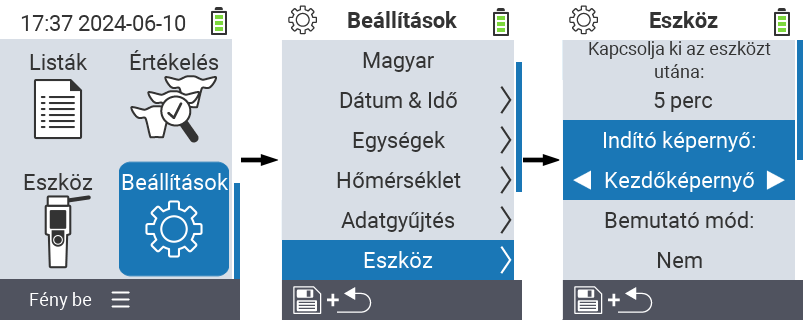 17:37 2024-06-10
Listák
Értékelés
Eszköz
Beállítások
Fény be
Beállítások
Magyar
Dátum & Idő
Egységek
Hőmérséklet
Adatgyűjtés
Eszköz
+
Eszköz
Kapcsolja ki az eszközt
utána:
5 perc
Indító képernyő:
Kezdőképernyő
Bemutató mód:
Nem
+